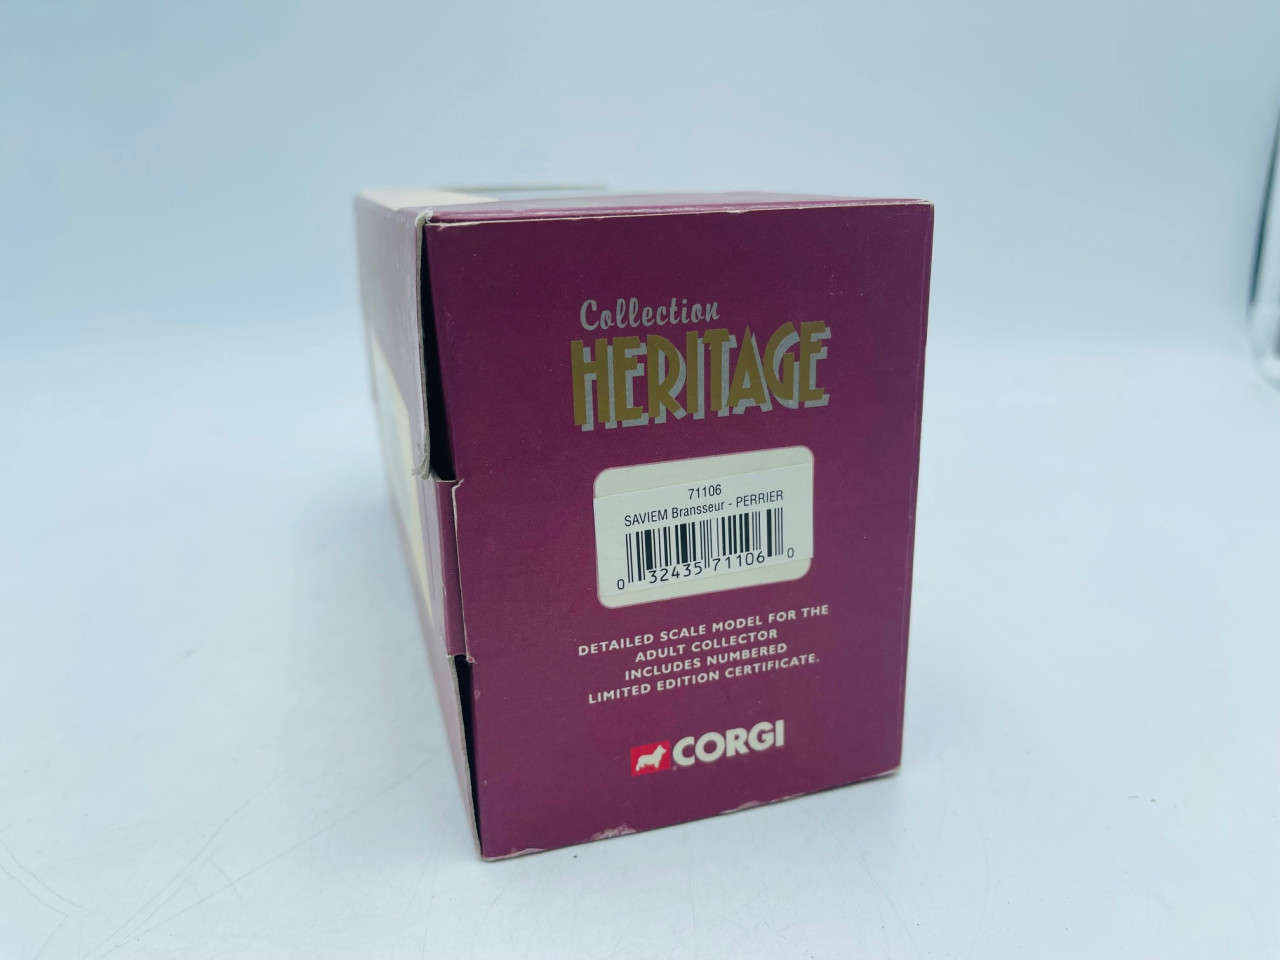 Collection
HERITAGE
71106
SAVIEM Bransseur - PERRIER
0 32435 71106 0
DETAILED SCALE MODEL FOR THE
ADULT COLLECTOR
INCLUDES NUMBERED
LIMITED EDITION CERTIFICATE.
CORGI